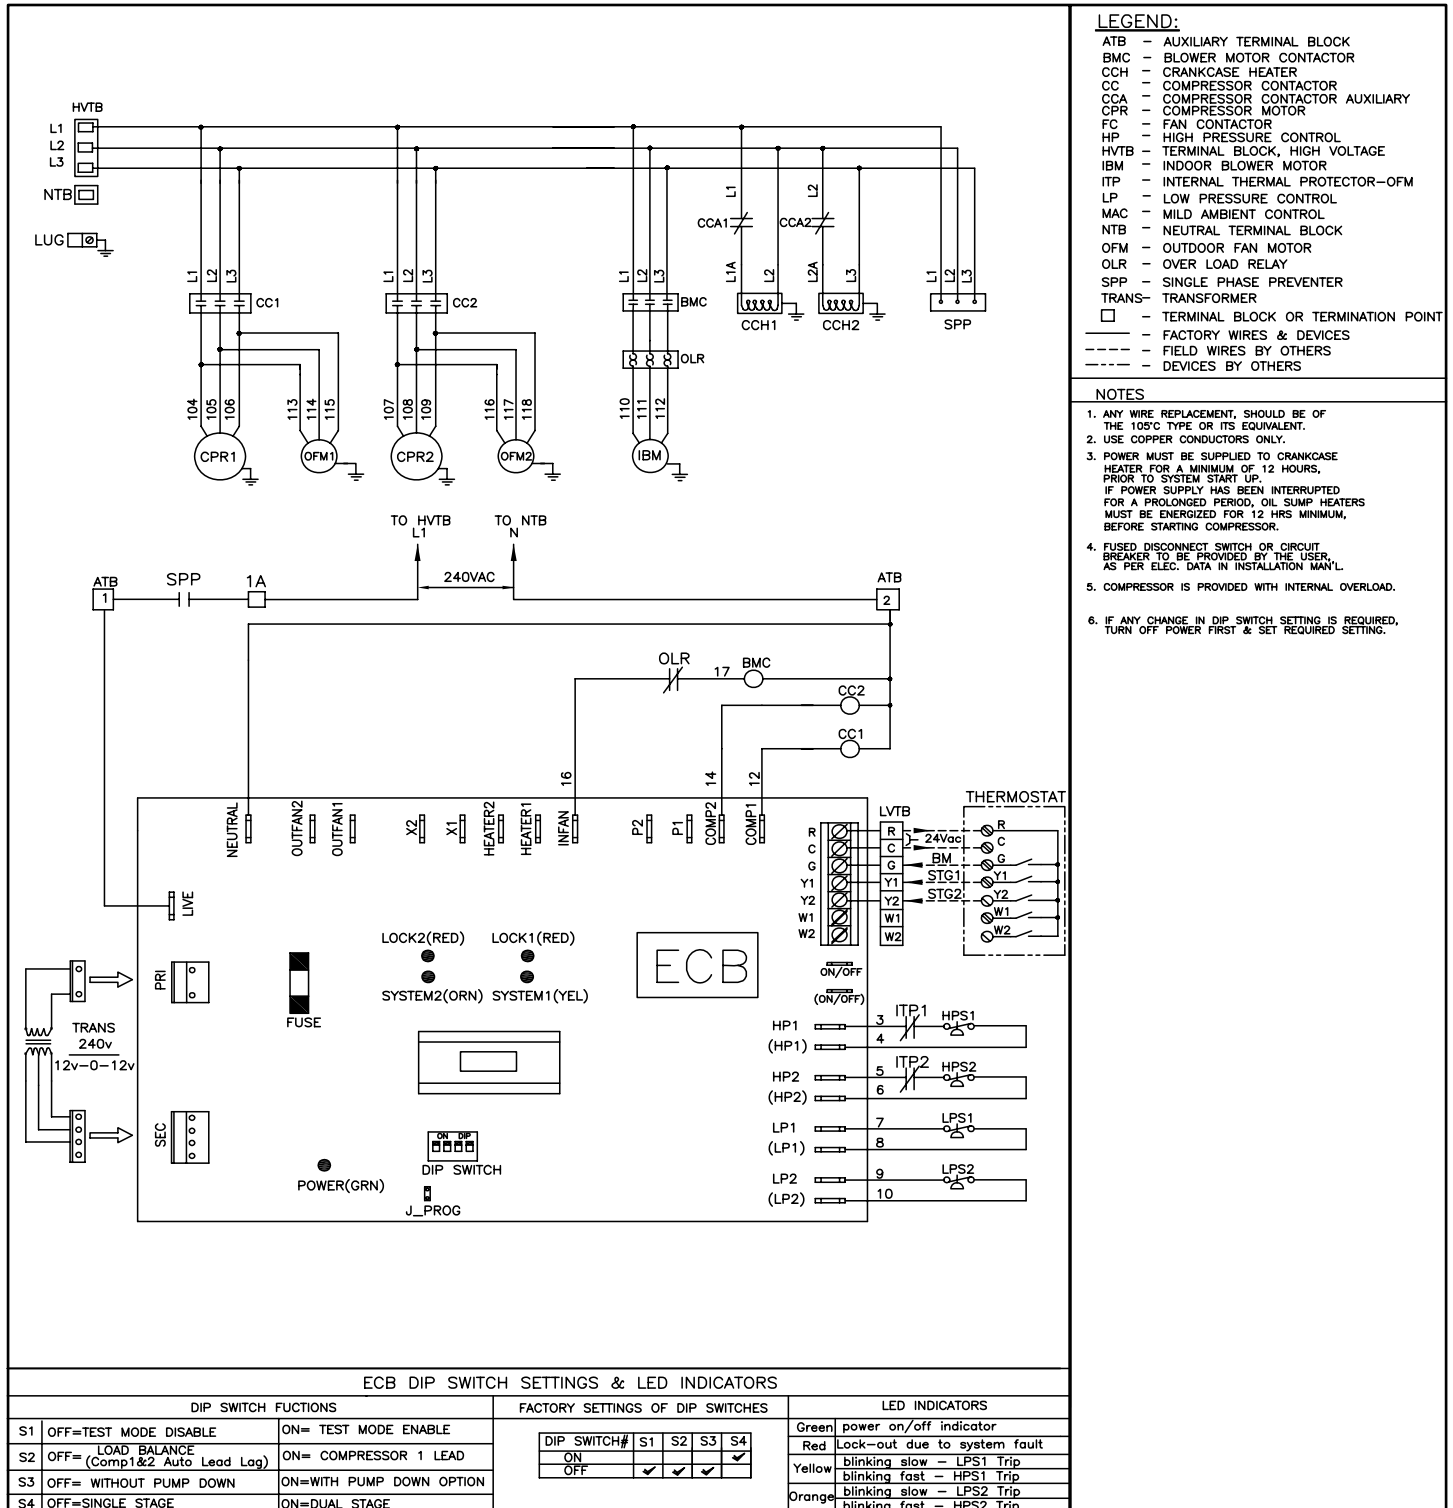 HVTB
L1
L2
L3
NTB
LUG
L1 L2 L3 CC1
L1 L2 L3 CC2
L1 L2 L3 BMC
OLR
L1 CCA1 L1A L2 CCH1
L2 CCA2 L2A L3 CCH2
L1 L2 L3 SPP
104 105 106 113 114 115
107 108 109 116 117 118
110 111 112
CPR1 OFM1 CPR2 OFM2 IBM
TO HVTB
L1
TO NTB
N
240VAC
ATB
1
SPP
1A
ATB
2
OLR 17 BMC
CC2
CC1
16 14 12
NEUTRAL OUTFAN2 OUTFAN1 X2 X1 HEATER2 HEATER1 INFAN P2 P1 COMP2 COMP1
LIVE
LVTB
THERMOSTAT
R R R
24Vac
C C C
G G BM G
Y1 Y1 STG1 Y1
Y2 Y2 STG2 Y2
W1 W1 W1
W2 W2 W2
LOCK2(RED) LOCK1(RED)
SYSTEM2(ORN) SYSTEM1(YEL)
ECB
ON/OFF
(ON/OFF)
PRI
FUSE
TRANS
240v
12v-0-12v
SEC
HP1 3 ITP1 HPS1
(HP1) 4
HP2 5 ITP2 HPS2
(HP2) 6
LP1 7 LPS1
(LP1) 8
LP2 9 LPS2
(LP2) 10
ON DIP
DIP SWITCH
POWER(GRN)
J_PROG
LEGEND:
ATB – AUXILIARY TERMINAL BLOCK
BMC – BLOWER MOTOR CONTACTOR
CCH – CRANKCASE HEATER
CC – COMPRESSOR CONTACTOR
CCA – COMPRESSOR CONTACTOR AUXILIARY
CPR – COMPRESSOR MOTOR
FC – FAN CONTACTOR
HP – HIGH PRESSURE CONTROL
HVTB – TERMINAL BLOCK, HIGH VOLTAGE
IBM – INDOOR BLOWER MOTOR
ITP – INTERNAL THERMAL PROTECTOR–OFM
LP – LOW PRESSURE CONTROL
MAC – MILD AMBIENT CONTROL
NTB – NEUTRAL TERMINAL BLOCK
OFM – OUTDOOR FAN MOTOR
OLR – OVER LOAD RELAY
SPP – SINGLE PHASE PREVENTER
TRANS– TRANSFORMER
– TERMINAL BLOCK OR TERMINATION POINT
– FACTORY WIRES & DEVICES
– FIELD WIRES BY OTHERS
– DEVICES BY OTHERS
NOTES
1. ANY WIRE REPLACEMENT, SHOULD BE OF
THE 105°C TYPE OR ITS EQUIVALENT.
2. USE COPPER CONDUCTORS ONLY.
3. POWER MUST BE SUPPLIED TO CRANKCASE
HEATER FOR A MINIMUM OF 12 HOURS,
PRIOR TO SYSTEM START UP.
IF POWER SUPPLY HAS BEEN INTERRUPTED
FOR A PROLONGED PERIOD, OIL SUMP HEATERS
MUST BE ENERGIZED FOR 12 HRS MINIMUM,
BEFORE STARTING COMPRESSOR.
4. FUSED DISCONNECT SWITCH OR CIRCUIT
BREAKER TO BE PROVIDED BY THE USER,
AS PER ELEC. DATA IN INSTALLATION MAN'L.
5. COMPRESSOR IS PROVIDED WITH INTERNAL OVERLOAD.
6. IF ANY CHANGE IN DIP SWITCH SETTING IS REQUIRED,
TURN OFF POWER FIRST & SET REQUIRED SETTING.
ECB DIP SWITCH SETTINGS & LED INDICATORS
DIP SWITCH FUCTIONS
S1 OFF=TEST MODE DISABLE ON= TEST MODE ENABLE
S2 OFF= LOAD BALANCE (Comp1&2 Auto Lead Lag) ON= COMPRESSOR 1 LEAD
S3 OFF= WITHOUT PUMP DOWN ON=WITH PUMP DOWN OPTION
S4 OFF=SINGLE STAGE ON=DUAL STAGE
FACTORY SETTINGS OF DIP SWITCHES
DIP SWITCH# S1 S2 S3 S4
ON ✔
OFF ✔ ✔ ✔
LED INDICATORS
Green power on/off indicator
Red Lock-out due to system fault
Yellow blinking slow – LPS1 Trip
blinking fast – HPS1 Trip
Orange blinking slow – LPS2 Trip
blinking fast – HPS2 Trip